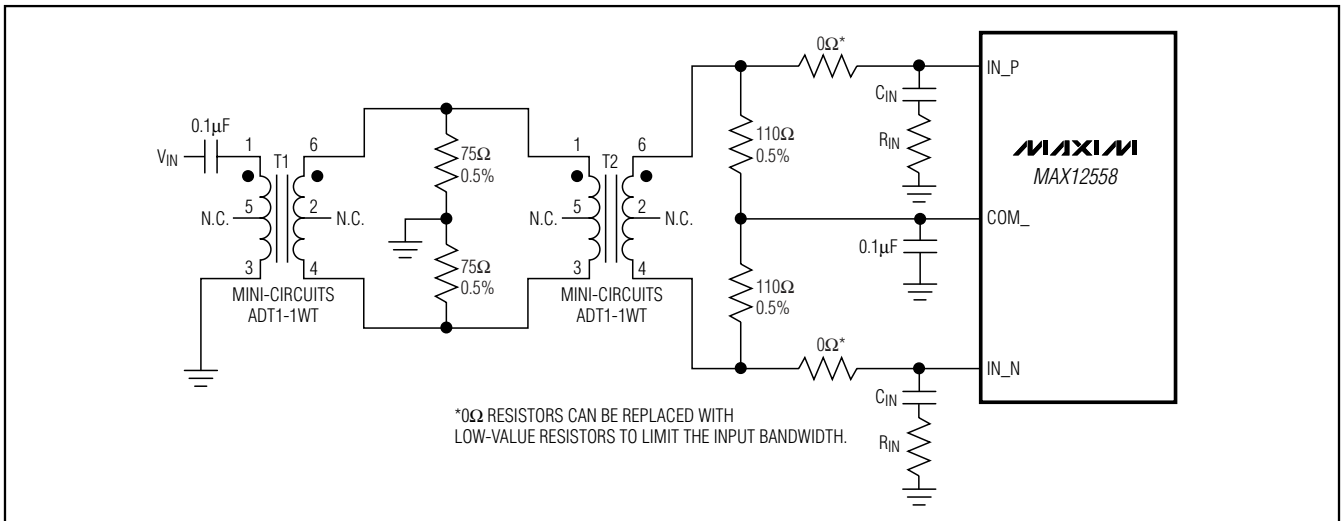 0Ω*
IN_P
C_IN
R_IN
110Ω
0.5%
MAXIM
MAX12558
0.1µF
V_IN
1
T1
6
5
2
N.C.
N.C.
3
4
MINI-CIRCUITS
ADT1-1WT
75Ω
0.5%
75Ω
0.5%
1
T2
6
5
2
N.C.
N.C.
3
4
MINI-CIRCUITS
ADT1-1WT
COM_
0.1µF
110Ω
0.5%
0Ω*
IN_N
C_IN
R_IN
*0Ω RESISTORS CAN BE REPLACED WITH
LOW-VALUE RESISTORS TO LIMIT THE INPUT BANDWIDTH.